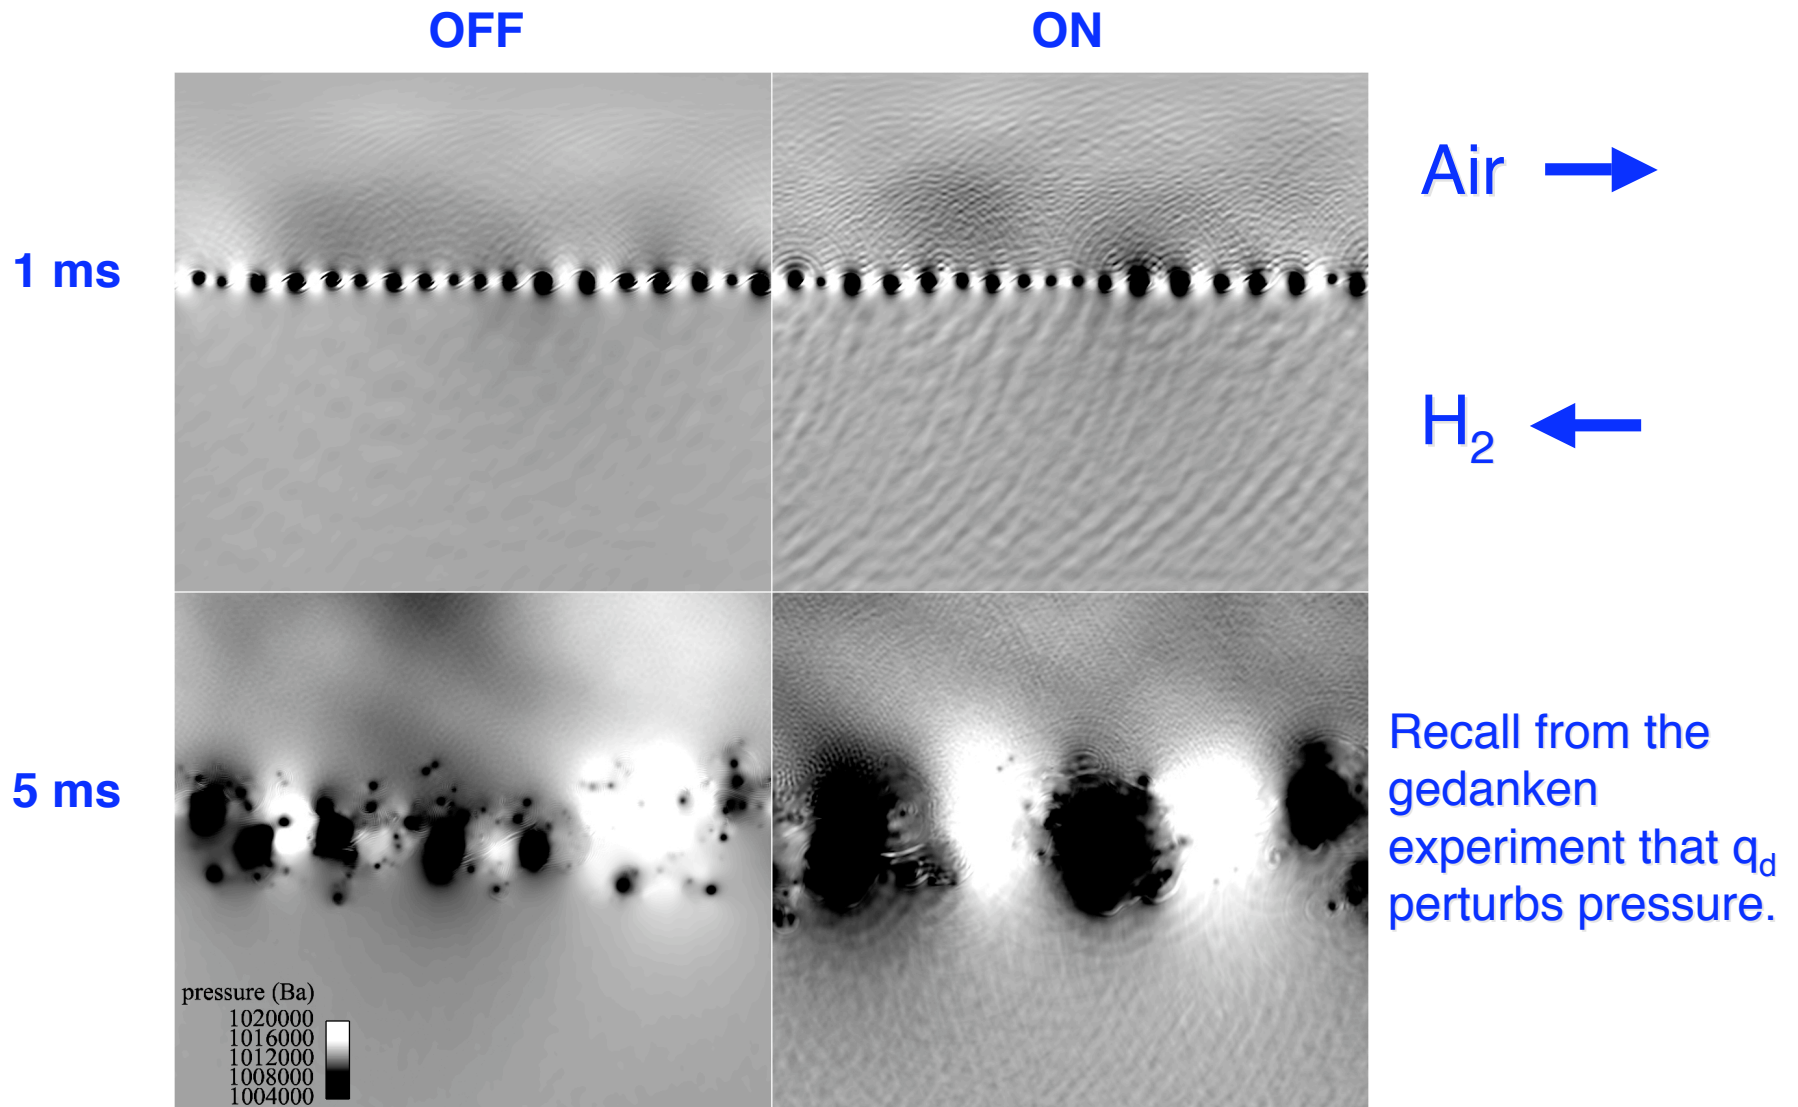 OFF
ON
1 ms
Air
H₂
5 ms
Recall from the
gedanken
experiment that q_d
perturbs pressure.
pressure (Ba)
1020000
1016000
1012000
1008000
1004000